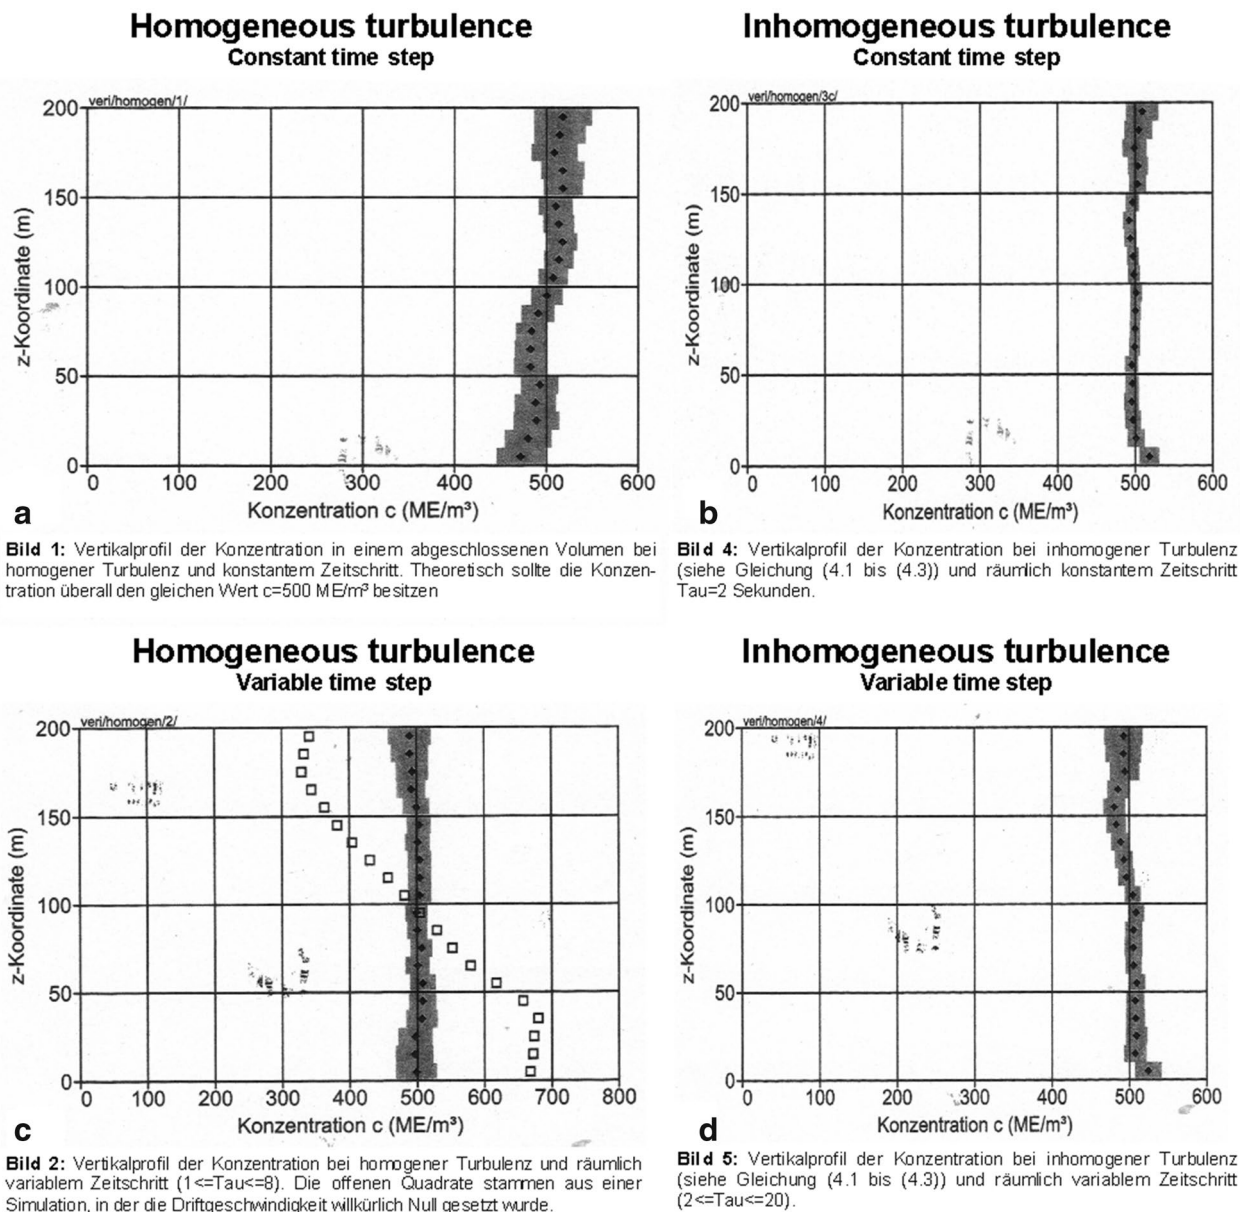 Homogeneous turbulence
Constant time step
veri/homogen/1/
200
150
100
50
0
z-Koordinate (m)
0 100 200 300 400 500 600
Konzentration c (ME/m³)
a
Bild 1: Vertikalprofil der Konzentration in einem abgeschlossenen Volumen bei
homogener Turbulenz und konstantem Zeitschritt. Theoretisch sollte die Konzen-
tration überall den gleichen Wert c=500 ME/m³ besitzen
Inhomogeneous turbulence
Constant time step
veri/homogen/3c/
200
150
100
50
0
z-Koordinate (m)
0 100 200 300 400 500 600
Konzentration c (ME/m³)
b
Bild 4: Vertikalprofil der Konzentration bei inhomogener Turbulenz
(siehe Gleichung (4.1 bis (4.3)) und räumlich konstantem Zeitschritt
Tau=2 Sekunden.
Homogeneous turbulence
Variable time step
veri/homogen/2/
200
150
100
50
0
z-Koordinate (m)
0 100 200 300 400 500 600 700 800
Konzentration c (ME/m³)
c
Bild 2: Vertikalprofil der Konzentration bei homogener Turbulenz und räumlich
variablem Zeitschritt (1<=Tau<=8). Die offenen Quadrate stammen aus einer
Simulation, in der die Driftgeschwindigkeit willkürlich Null gesetzt wurde.
Inhomogeneous turbulence
Variable time step
veri/homogen/4/
200
150
100
50
0
z-Koordinate (m)
0 100 200 300 400 500 600
Konzentration c (ME/m³)
d
Bild 5: Vertikalprofil der Konzentration bei inhomogener Turbulenz
(siehe Gleichung (4.1 bis (4.3)) und räumlich variablem Zeitschritt
(2<=Tau<=20).